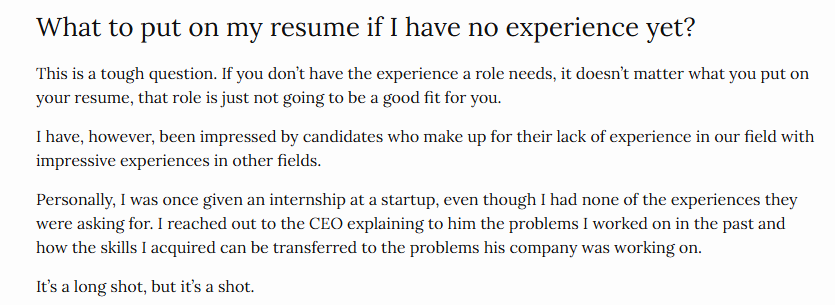 What to put on my resume if I have no experience yet?
This is a tough question. If you don’t have the experience a role needs, it doesn’t matter what you put on
your resume, that role is just not going to be a good fit for you.
I have, however, been impressed by candidates who make up for their lack of experience in our field with
impressive experiences in other fields.
Personally, I was once given an internship at a startup, even though I had none of the experiences they
were asking for. I reached out to the CEO explaining to him the problems I worked on in the past and
how the skills I acquired can be transferred to the problems his company was working on.
It’s a long shot, but it’s a shot.